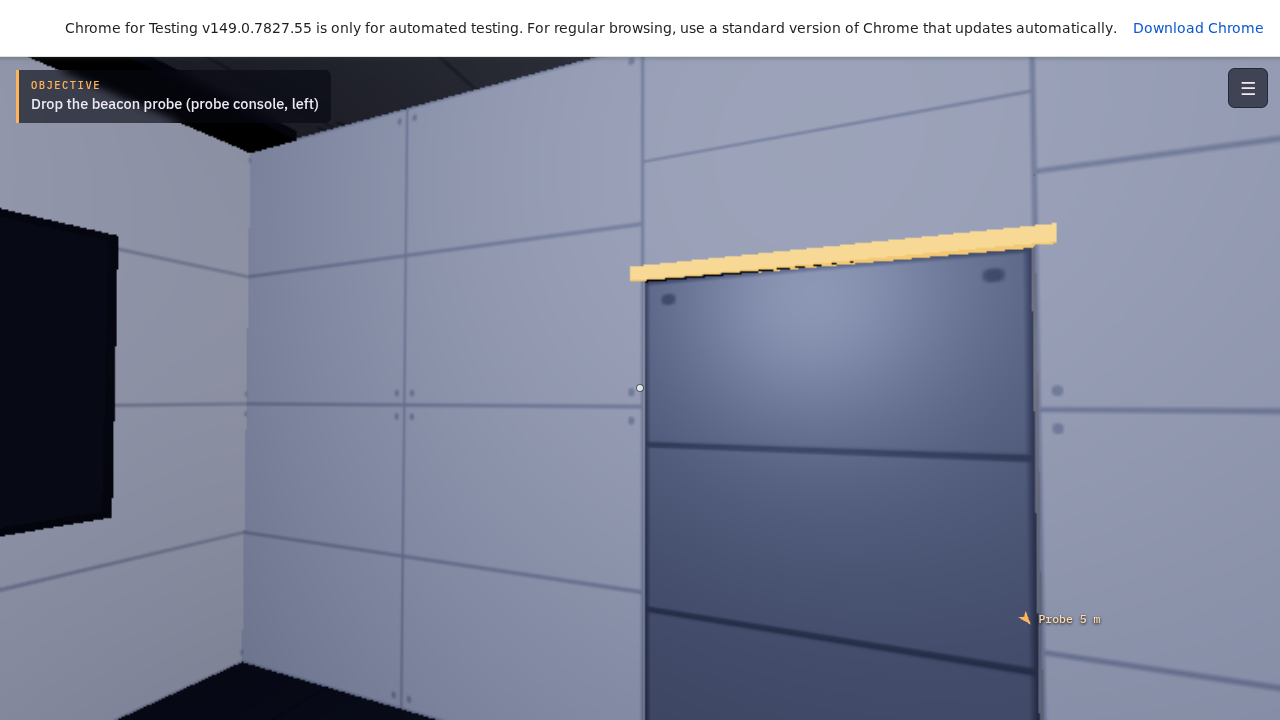 Chrome for Testing v149.0.7827.55 is only for automated testing. For regular browsing, use a standard version of Chrome that updates automatically. Download Chrome
OBJECTIVE
Drop the beacon probe (probe console, left)
Probe 5 m